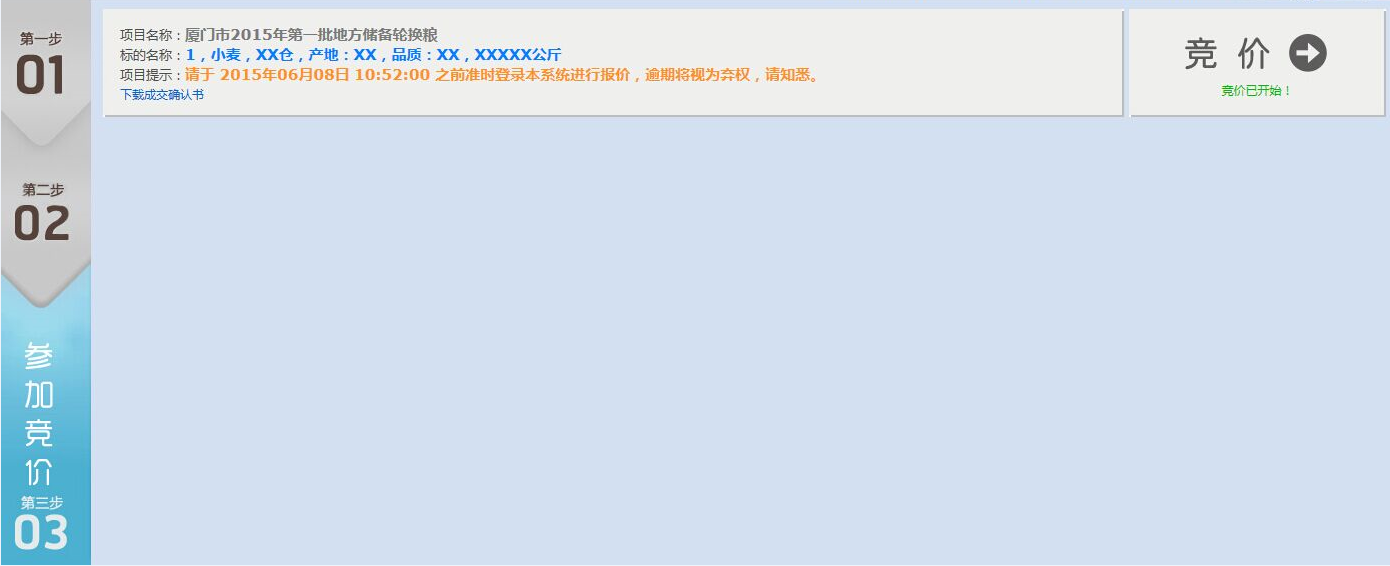 第一步
01
第二步
02
参
加
竞
价
第三步
03
项目名称：厦门市2015年第一批地方储备轮换粮
标的名称：1，小麦，XX仓，产地：XX，品质：XX，XXXXX公斤
项目提示：请于 2015年06月08日 10:52:00 之前准时登录本系统进行报价，逾期将视为弃权，请知悉。
下载成交确认书
竞 价
竞价已开始！